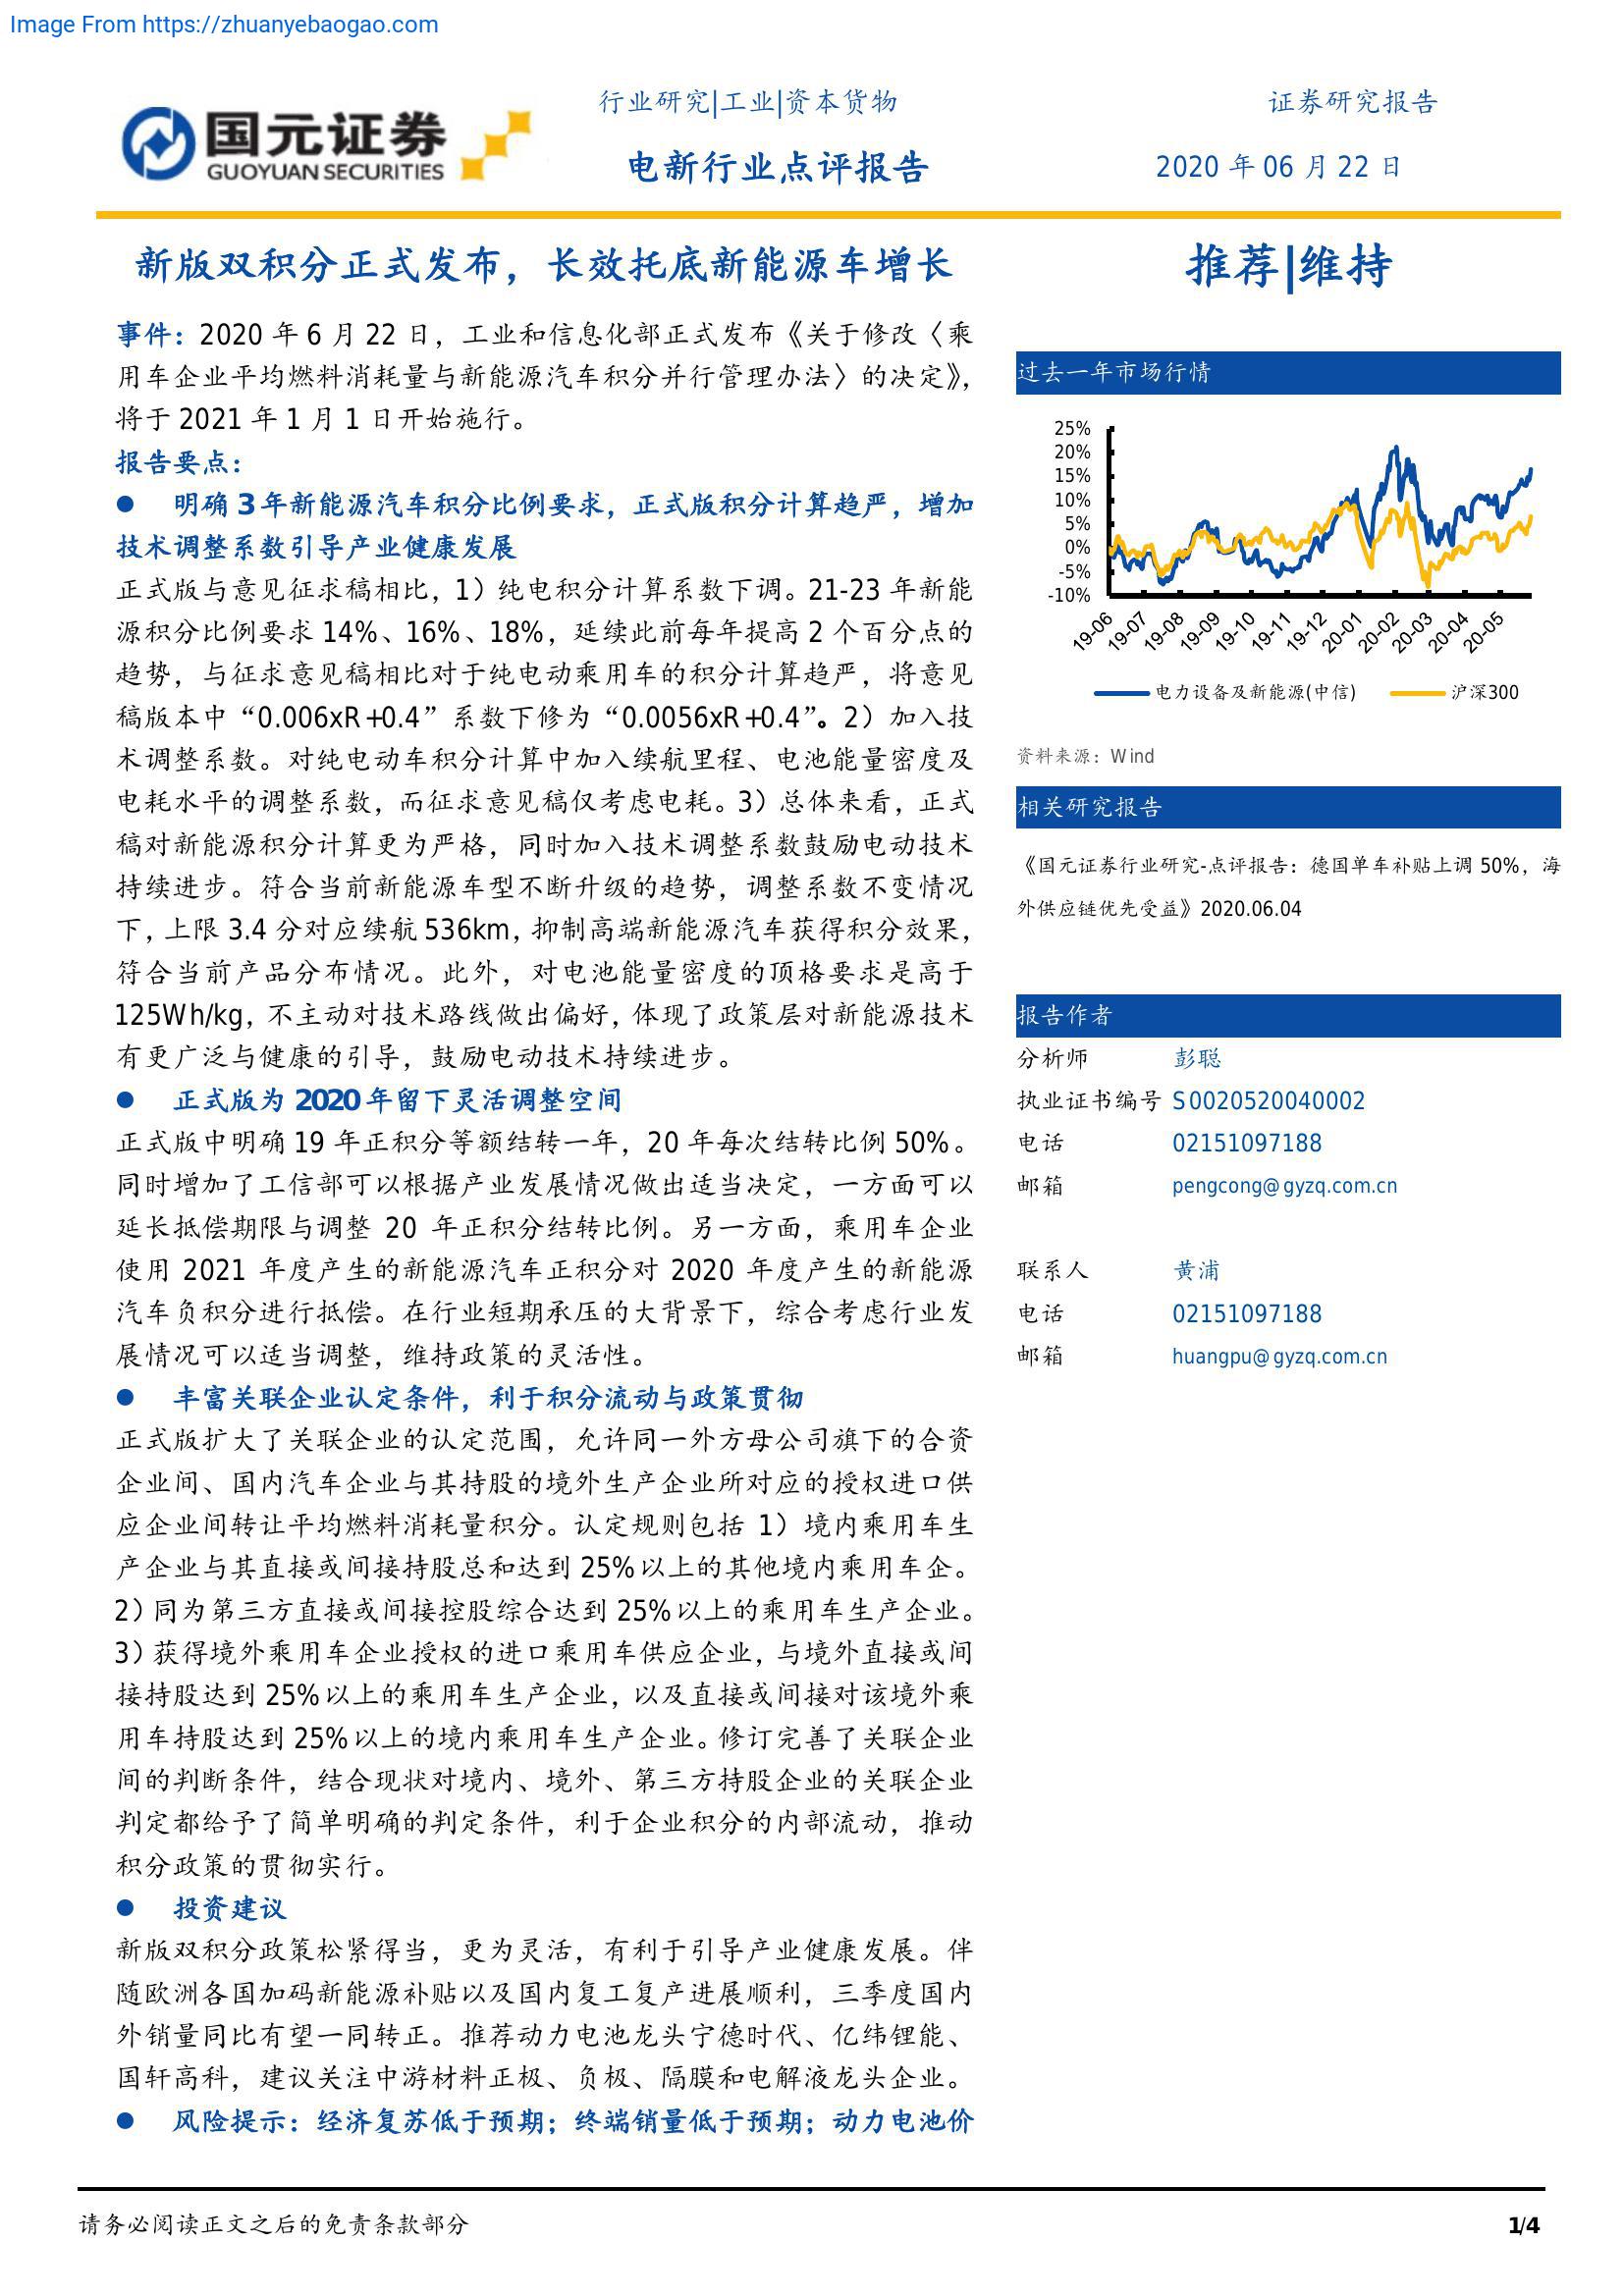 Image From https://zhuanyebaogao.com
国元证券
GUOYUAN SECURITIES
行业研究|工业|资本货物
证券研究报告
电新行业点评报告
2020 年 06 月 22 日
新版双积分正式发布，长效托底新能源车增长
事件：2020 年 6 月 22 日，工业和信息化部正式发布《关于修改〈乘
用车企业平均燃料消耗量与新能源汽车积分并行管理办法〉的决定》，
将于 2021 年 1 月 1 日开始施行。
报告要点：
● 明确 3 年新能源汽车积分比例要求，正式版积分计算趋严，增加
技术调整系数引导产业健康发展
正式版与意见征求稿相比，1）纯电积分计算系数下调。21-23 年新能
源积分比例要求 14%、16%、18%，延续此前每年提高 2 个百分点的
趋势，与征求意见稿相比对于纯电动乘用车的积分计算趋严，将意见
稿版本中“0.006xR+0.4”系数下修为“0.0056xR+0.4”。2）加入技
术调整系数。对纯电动车积分计算中加入续航里程、电池能量密度及
电耗水平的调整系数，而征求意见稿仅考虑电耗。3）总体来看，正式
稿对新能源积分计算更为严格，同时加入技术调整系数鼓励电动技术
持续进步。符合当前新能源车型不断升级的趋势，调整系数不变情况
下，上限 3.4 分对应续航 536km，抑制高端新能源汽车获得积分效果，
符合当前产品分布情况。此外，对电池能量密度的顶格要求是高于
125Wh/kg，不主动对技术路线做出偏好，体现了政策层对新能源技术
有更广泛与健康的引导，鼓励电动技术持续进步。
● 正式版为 2020 年留下灵活调整空间
正式版中明确 19 年正积分等额结转一年，20 年每次结转比例 50%。
同时增加了工信部可以根据产业发展情况做出适当决定，一方面可以
延长抵偿期限与调整 20 年正积分结转比例。另一方面，乘用车企业
使用 2021 年度产生的新能源汽车正积分对 2020 年度产生的新能源
汽车负积分进行抵偿。在行业短期承压的大背景下，综合考虑行业发
展情况可以适当调整，维持政策的灵活性。
● 丰富关联企业认定条件，利于积分流动与政策贯彻
正式版扩大了关联企业的认定范围，允许同一外方母公司旗下的合资
企业间、国内汽车企业与其持股的境外生产企业所对应的授权进口供
应企业间转让平均燃料消耗量积分。认定规则包括 1）境内乘用车生
产企业与其直接或间接持股总和达到 25%以上的其他境内乘用车企。
2）同为第三方直接或间接控股综合达到 25%以上的乘用车生产企业。
3）获得境外乘用车企业授权的进口乘用车供应企业，与境外直接或间
接持股达到 25%以上的乘用车生产企业，以及直接或间接对该境外乘
用车持股达到 25%以上的境内乘用车生产企业。修订完善了关联企业
间的判断条件，结合现状对境内、境外、第三方持股企业的关联企业
判定都给予了简单明确的判定条件，利于企业积分的内部流动，推动
积分政策的贯彻实行。
● 投资建议
新版双积分政策松紧得当，更为灵活，有利于引导产业健康发展。伴
随欧洲各国加码新能源补贴以及国内复工复产进展顺利，三季度国内
外销量同比有望一同转正。推荐动力电池龙头宁德时代、亿纬锂能、
国轩高科，建议关注中游材料正极、负极、隔膜和电解液龙头企业。
● 风险提示：经济复苏低于预期；终端销量低于预期；动力电池价
推荐|维持
过去一年市场行情
25%
20%
15%
10%
5%
0%
-5%
-10%
19-06 19-07 19-08 19-09 19-10 19-11 19-12 20-01 20-02 20-03 20-04 20-05
电力设备及新能源(中信) 沪深300
资料来源：Wind
相关研究报告
《国元证券行业研究-点评报告：德国单车补贴上调 50%，海
外供应链优先受益》2020.06.04
报告作者
分析师 彭聪
执业证书编号 S0020520040002
电话 02151097188
邮箱 pengcong@gyzq.com.cn
联系人 黄浦
电话 02151097188
邮箱 huangpu@gyzq.com.cn
请务必阅读正文之后的免责条款部分
1/4